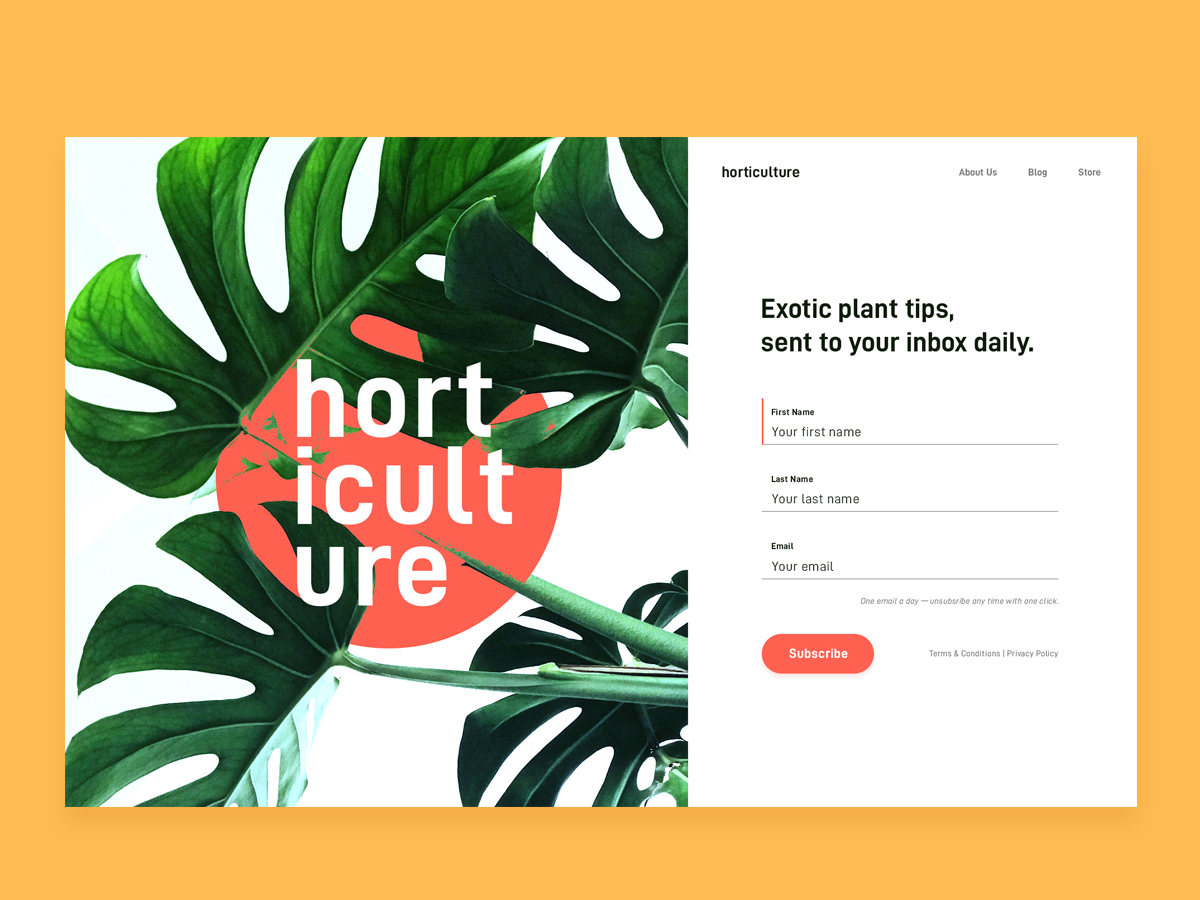 hort
icult
ure
horticulture
About Us
Blog
Store
Exotic plant tips,
sent to your inbox daily.
First Name
Your first name
Last Name
Your last name
Email
Your email
One email a day — unsubsribe any time with one click.
Subscribe
Terms & Conditions | Privacy Policy